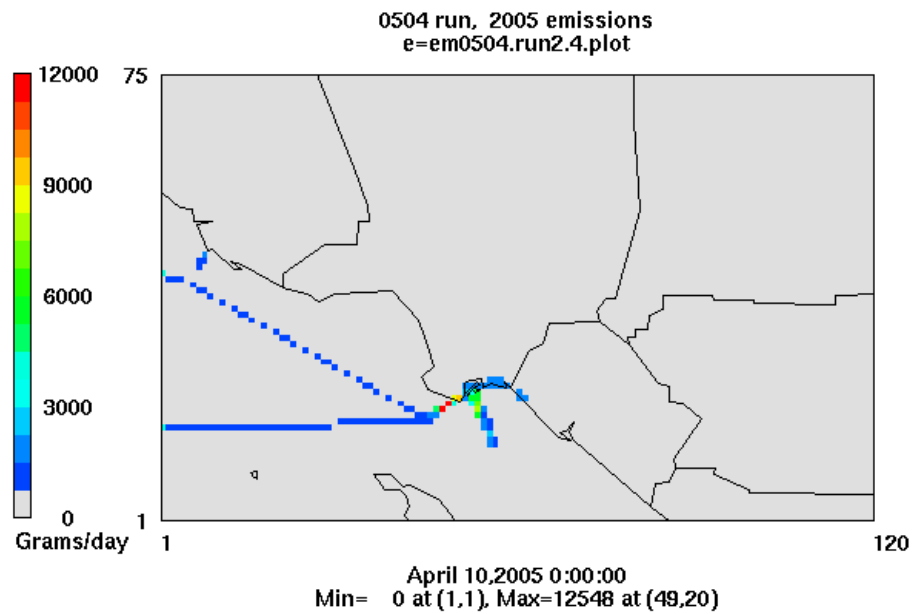 0504 run, 2005 emissions
e=em0504.run2.4.plot
12000
9000
6000
3000
0
Grams/day
75
1
1
120
April 10,2005 0:00:00
Min= 0 at (1,1), Max=12548 at (49,20)